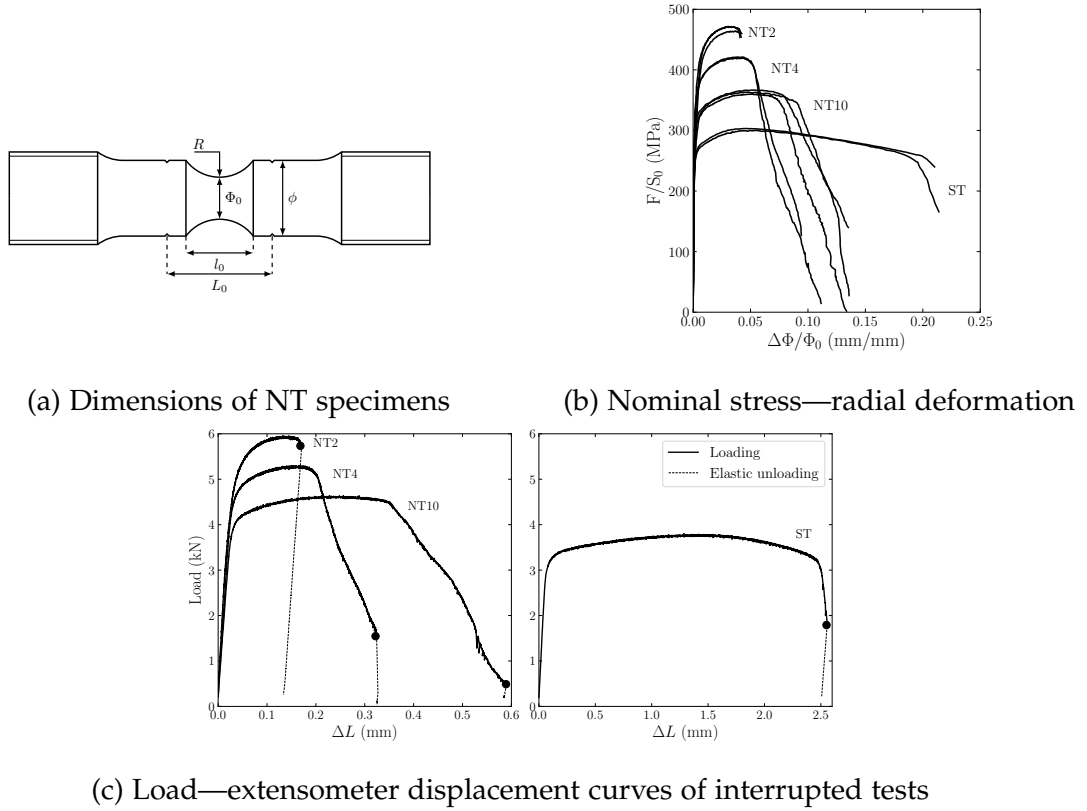 R
Φ₀
ϕ
l₀
L₀
500
400
300
200
100
0
F/S₀ (MPa)
NT2
NT4
NT10
ST
0.00 0.05 0.10 0.15 0.20 0.25
ΔΦ/Φ₀ (mm/mm)
(a) Dimensions of NT specimens
(b) Nominal stress—radial deformation
6
5
4
3
2
1
0
Load (kN)
NT2
NT4
NT10
0.0 0.1 0.2 0.3 0.4 0.5 0.6
ΔL (mm)
6
5
4
3
2
1
0
Loading
Elastic unloading
ST
0.0 0.5 1.0 1.5 2.0 2.5
ΔL (mm)
(c) Load—extensometer displacement curves of interrupted tests